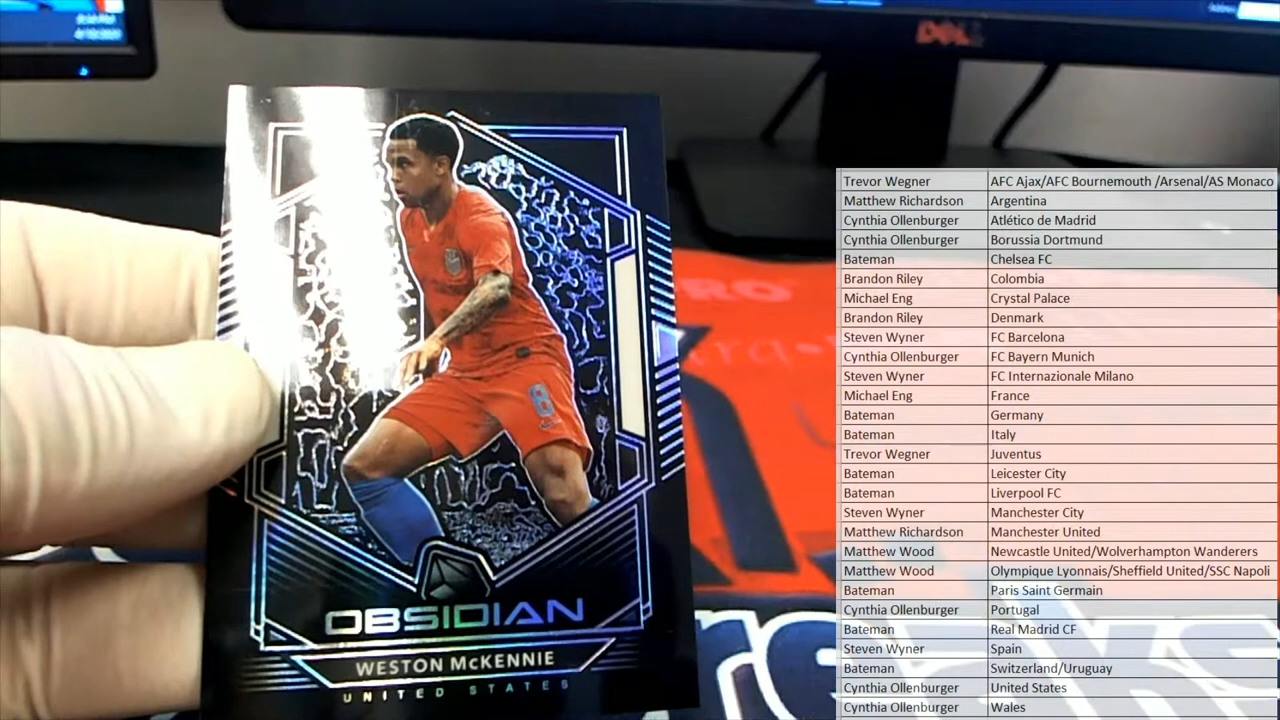 DELL
8
OBSIDIAN
WESTON McKENNIE
UNITED STATES
Trevor Wegner AFC Ajax/AFC Bournemouth /Arsenal/AS Monaco
Matthew Richardson Argentina
Cynthia Ollenburger Atlético de Madrid
Cynthia Ollenburger Borussia Dortmund
Bateman Chelsea FC
Brandon Riley Colombia
Michael Eng Crystal Palace
Brandon Riley Denmark
Steven Wyner FC Barcelona
Cynthia Ollenburger FC Bayern Munich
Steven Wyner FC Internazionale Milano
Michael Eng France
Bateman Germany
Bateman Italy
Trevor Wegner Juventus
Bateman Leicester City
Bateman Liverpool FC
Steven Wyner Manchester City
Matthew Richardson Manchester United
Matthew Wood Newcastle United/Wolverhampton Wanderers
Matthew Wood Olympique Lyonnais/Sheffield United/SSC Napoli
Bateman Paris Saint Germain
Cynthia Ollenburger Portugal
Bateman Real Madrid CF
Steven Wyner Spain
Bateman Switzerland/Uruguay
Cynthia Ollenburger United States
Cynthia Ollenburger Wales